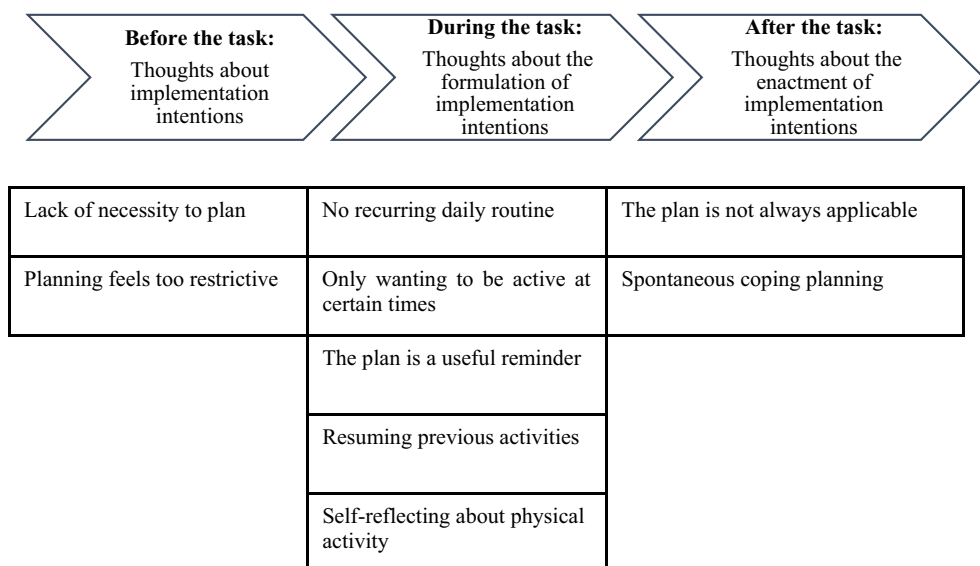 Before the task:
Thoughts about
implementation
intentions
During the task:
Thoughts about the
formulation of
implementation
intentions
After the task:
Thoughts about the
enactment of
implementation
intentions
Lack of necessity to plan
No recurring daily routine
The plan is not always applicable
Planning feels too restrictive
Only wanting to be active at
certain times
Spontaneous coping planning
The plan is a useful reminder
Resuming previous activities
Self-reflecting about physical
activity